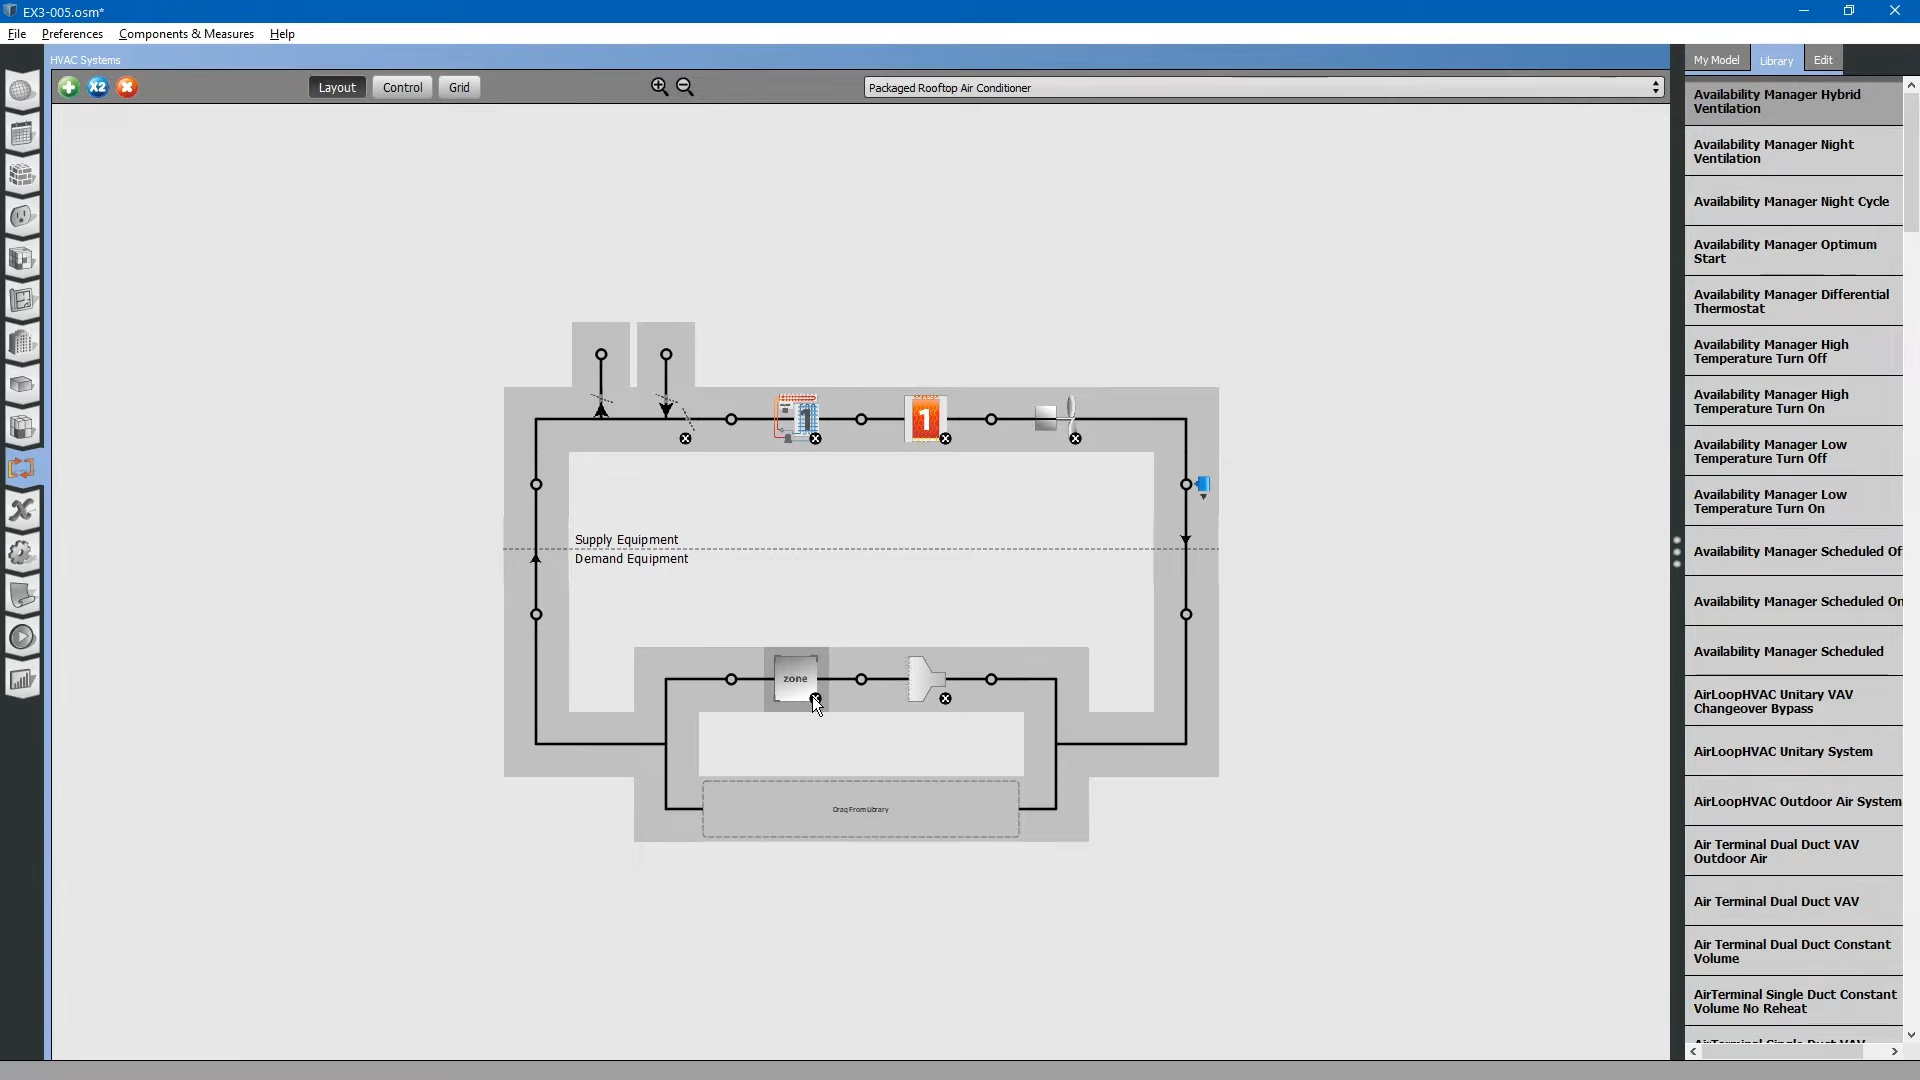 EX3-005.osm*
File Preferences Components & Measures Help
HVAC Systems
My Model Library Edit
X2 Layout Control Grid Packaged Rooftop Air Conditioner
Availability Manager Hybrid
Ventilation
Availability Manager Night
Ventilation
Availability Manager Night Cycle
Availability Manager Optimum
Start
Availability Manager Differential
Thermostat
Availability Manager High
Temperature Turn Off
Availability Manager High
Temperature Turn On
Availability Manager Low
Temperature Turn Off
Availability Manager Low
Temperature Turn On
Availability Manager Scheduled Of
Availability Manager Scheduled On
Availability Manager Scheduled
AirLoopHVAC Unitary VAV
Changeover Bypass
AirLoopHVAC Unitary System
AirLoopHVAC Outdoor Air System
Air Terminal Dual Duct VAV
Outdoor Air
Air Terminal Dual Duct VAV
Air Terminal Dual Duct Constant
Volume
AirTerminal Single Duct Constant
Volume No Reheat
AirTerminal Single Duct VAV
1
1
Supply Equipment
Demand Equipment
zone
Drag From Library